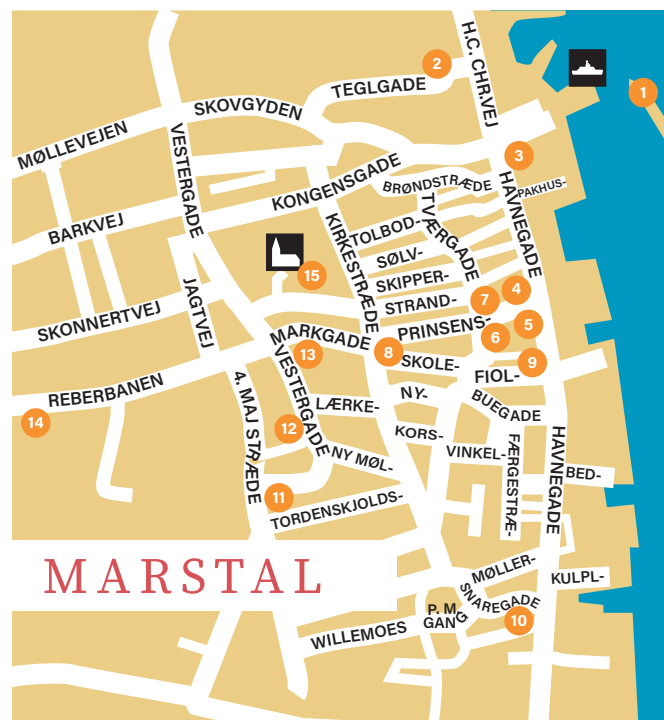 H.C. CHR.VEJ
2
TEGLGADE
1
SKOVGYDEN
MØLLEVEJEN
VESTERGADE
3
KONGENSGADE
BRØNDSTRÆDE
PAKHUS-
HAVNEGADE
TVÆRGADE
BARKVEJ
KIRKESTRÆDE
TOLBOD-
SØLV-
15
SKIPPER-
4
JAGTVEJ
STRAND-
7
SKONNERTVEJ
PRINSENS-
5
MARKGADE
6
13
8
SKOLE-
9
VESTERGADE
FIOL-
REBERBANEN
4. MAJ STRÆDE
LÆRKE-
NY-
BUEGADE
14
12
KORS-
VINKEL-
FÆRGESTRÆ-
HAVNEGADE
NY MØL-
BED-
11
TORDENSKJOLDS-
MARSTAL
MØLLER-
KULPL-
SNAREGADE
P. M
GANG
10
WILLEMOES